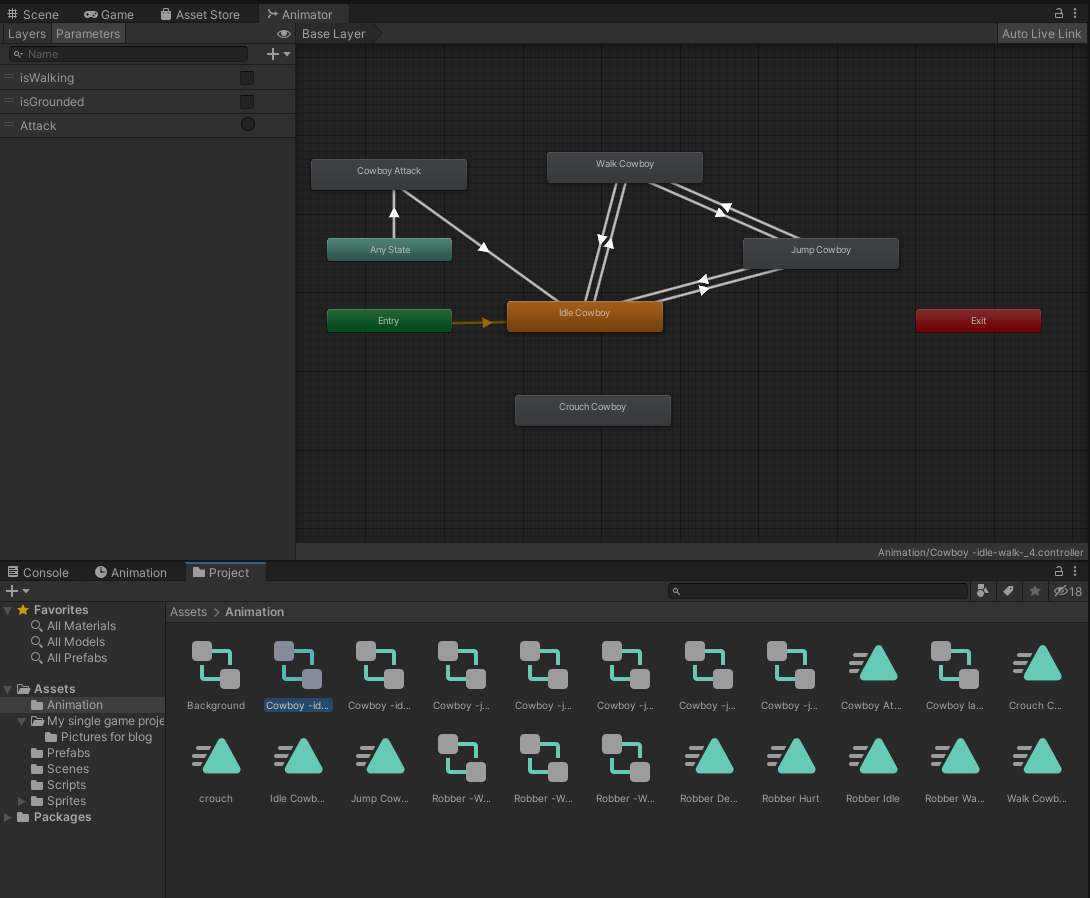 Scene
Game
Asset Store
Animator
Layers
Parameters
Base Layer
Auto Live Link
Name
isWalking
isGrounded
Attack
Cowboy Attack
Walk Cowboy
Any State
Jump Cowboy
Entry
Idle Cowboy
Exit
Crouch Cowboy
Animation/Cowboy -idle-walk-_4.controller
Console
Animation
Project
18
Favorites
All Materials
All Models
All Prefabs
Assets
Animation
My single game proje
Pictures for blog
Prefabs
Scenes
Scripts
Sprites
Packages
Assets > Animation
Background
Cowboy -id...
Cowboy -id...
Cowboy -j...
Cowboy -j...
Cowboy -j...
Cowboy -j...
Cowboy -j...
Cowboy At...
Cowboy la...
Crouch C...
crouch
Idle Cowb...
Jump Cow...
Robber -W...
Robber -W...
Robber -W...
Robber De...
Robber Hurt
Robber Idle
Robber Wa...
Walk Cowb...